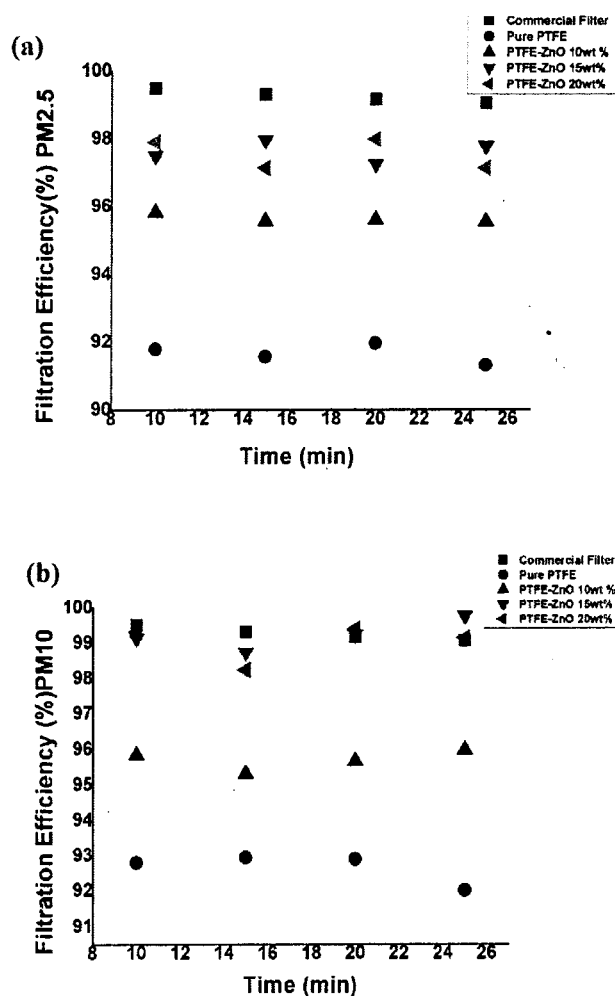 (a)
Commercial Filter
Pure PTFE
PTFE-ZnO 10wt %
PTFE-ZnO 15wt%
PTFE-ZnO 20wt%
Filtration Efficiency(%) PM2.5
100
98
96
94
92
90
8 10 12 14 16 18 20 22 24 26
Time (min)
(b)
Commercial Filter
Pure PTFE
PTFE-ZnO 10wt %
PTFE-ZnO 15wt%
PTFE-ZnO 20wt%
Filtration Efficiency (%)PM10
100
99
98
97
96
95
94
93
92
91
8 10 12 14 16 18 20 22 24 26
Time (min)